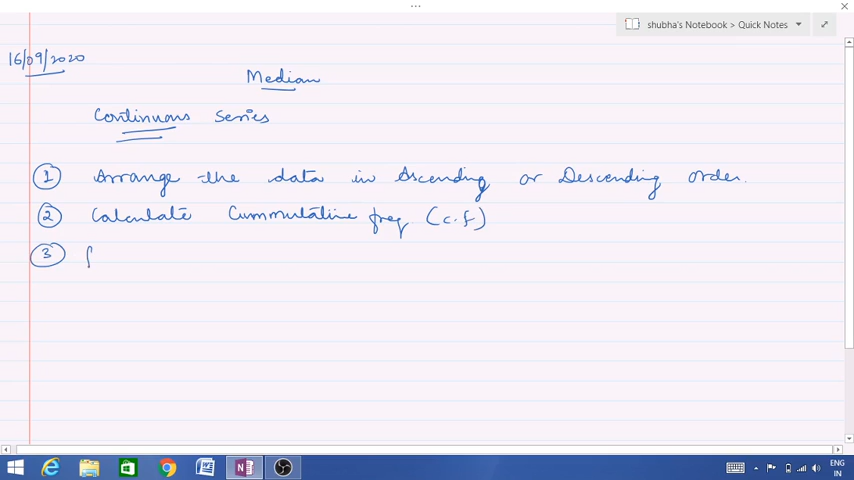 shubha's Notebook > Quick Notes
16/09/2020
Median
Continuous Series
1 Arrange the data in Ascending or Descending order.
2 Calculate Cummutative freq (c.f)
3
ENG
IN